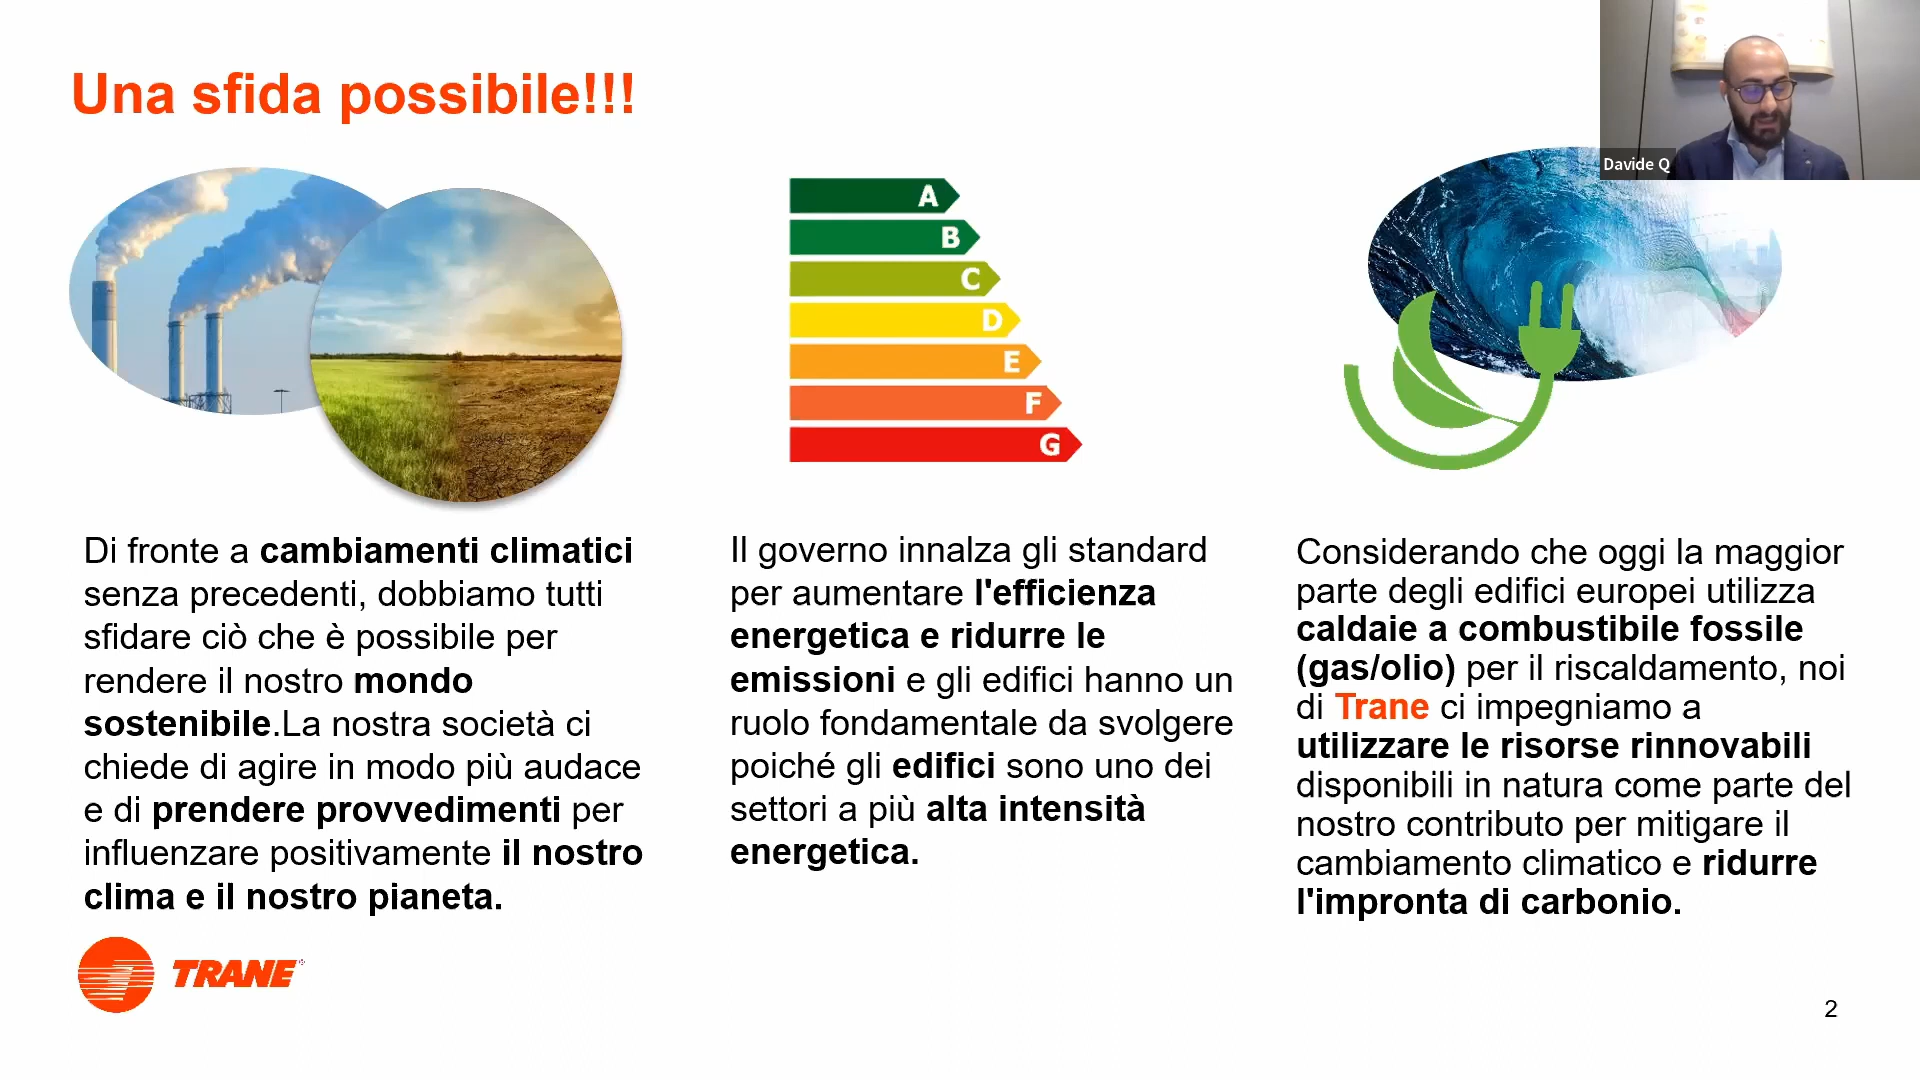 Una sfida possibile!!!
Davide Q
A
B
C
D
E
F
G
Di fronte a cambiamenti climatici
senza precedenti, dobbiamo tutti
sfidare ciò che è possibile per
rendere il nostro mondo
sostenibile.La nostra società ci
chiede di agire in modo più audace
e di prendere provvedimenti per
influenzare positivamente il nostro
clima e il nostro pianeta.
Il governo innalza gli standard
per aumentare l'efficienza
energetica e ridurre le
emissioni e gli edifici hanno un
ruolo fondamentale da svolgere
poiché gli edifici sono uno dei
settori a più alta intensità
energetica.
Considerando che oggi la maggior
parte degli edifici europei utilizza
caldaie a combustibile fossile
(gas/olio) per il riscaldamento, noi
di Trane ci impegniamo a
utilizzare le risorse rinnovabili
disponibili in natura come parte del
nostro contributo per mitigare il
cambiamento climatico e ridurre
l'impronta di carbonio.
TRANE
2